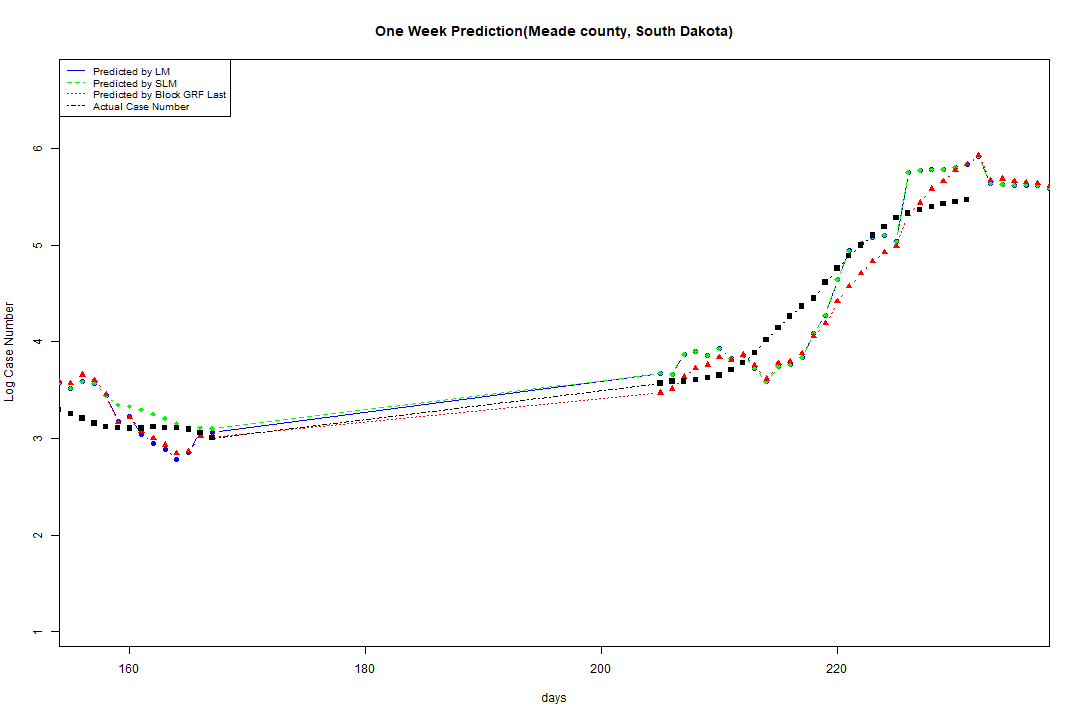 One Week Prediction(Meade county, South Dakota)
Predicted by LM
Predicted by SLM
Predicted by Block GRF Last
Actual Case Number
Log Case Number
6
5
4
3
2
1
160 180 200 220
days